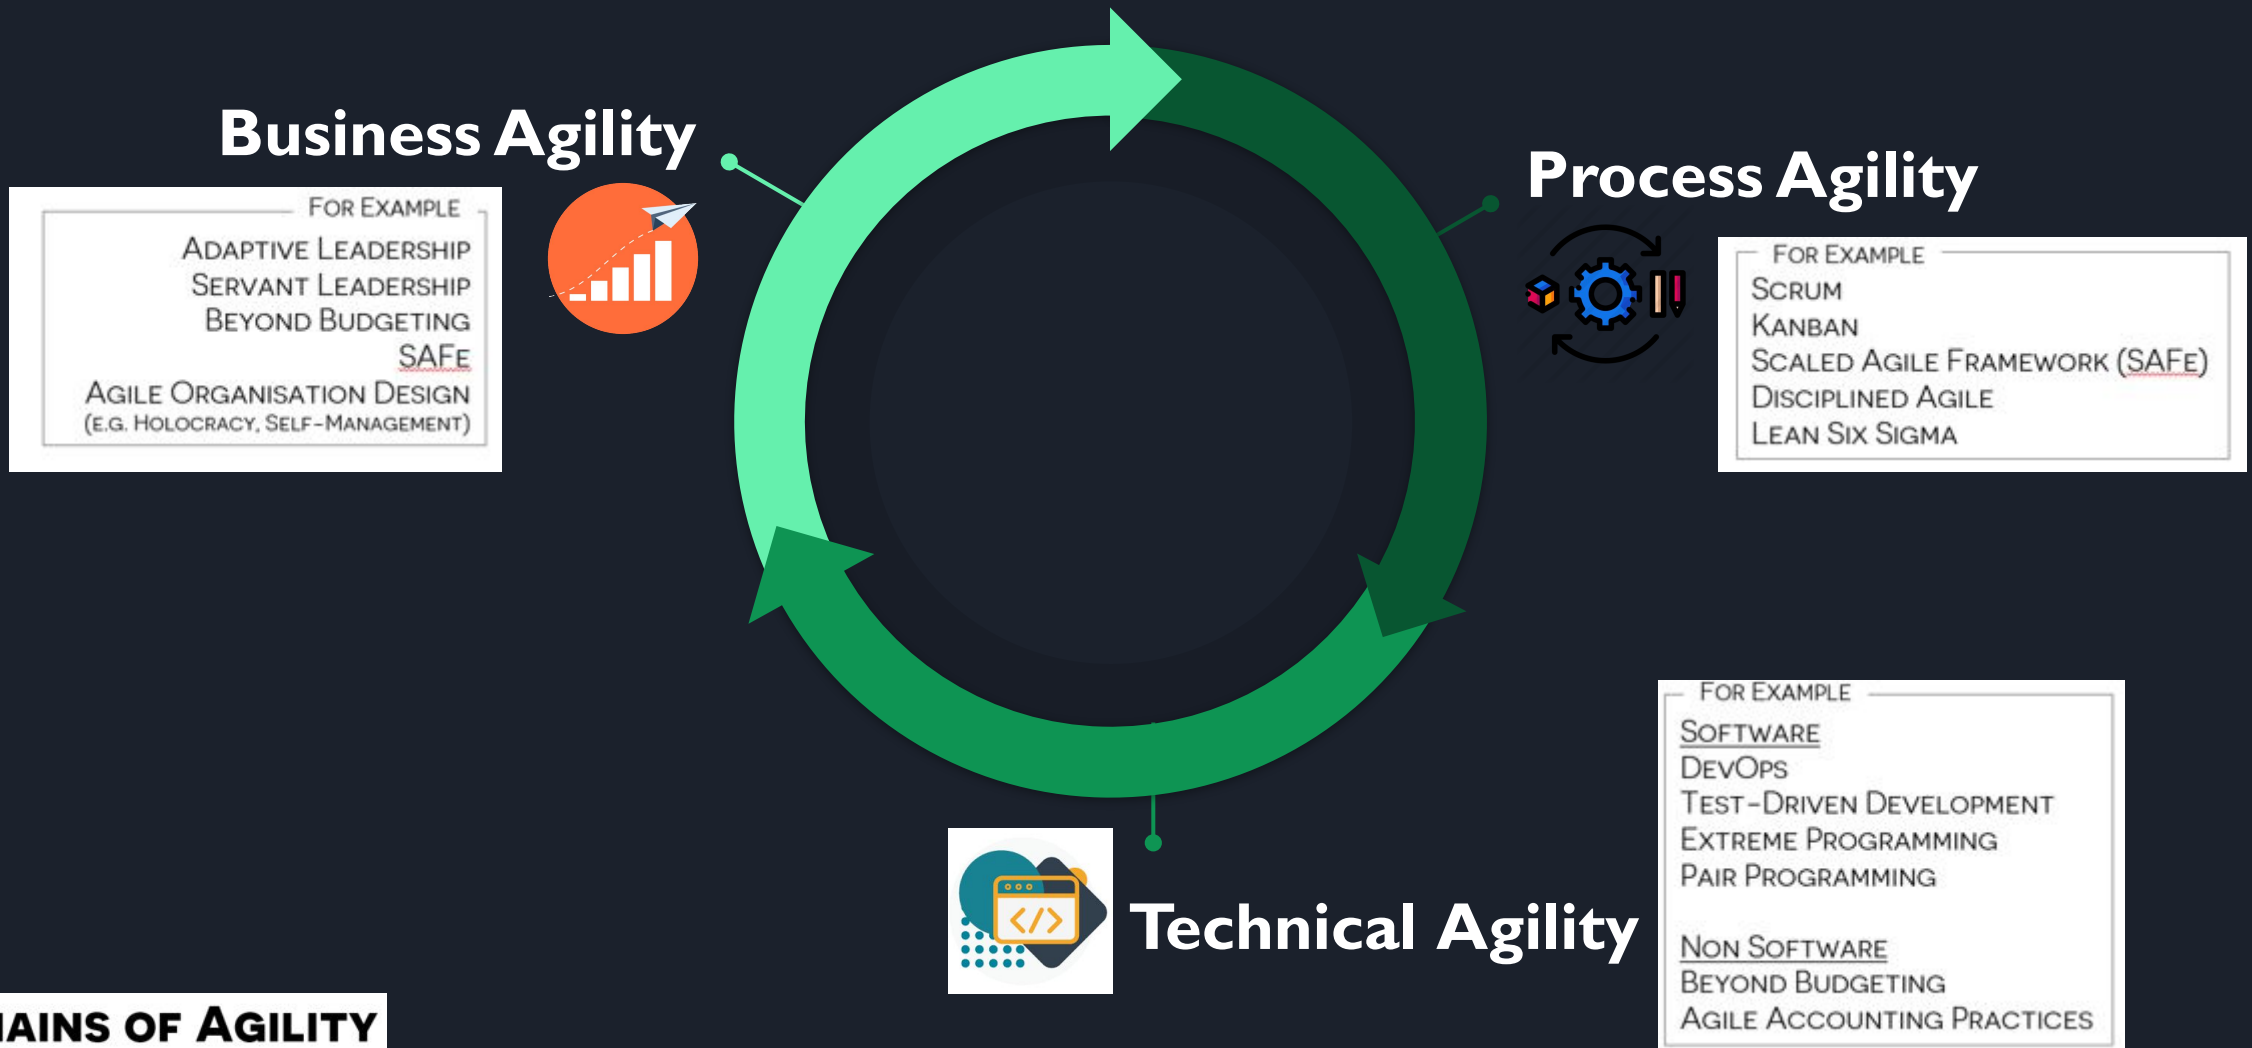 Business Agility
FOR EXAMPLE
ADAPTIVE LEADERSHIP
SERVANT LEADERSHIP
BEYOND BUDGETING
SAFE
AGILE ORGANISATION DESIGN
(E.G. HOLOCRACY, SELF-MANAGEMENT)
Process Agility
FOR EXAMPLE
SCRUM
KANBAN
SCALED AGILE FRAMEWORK (SAFE)
DISCIPLINED AGILE
LEAN SIX SIGMA
Technical Agility
</>
FOR EXAMPLE
SOFTWARE
DEVOPS
TEST-DRIVEN DEVELOPMENT
EXTREME PROGRAMMING
PAIR PROGRAMMING
NON SOFTWARE
BEYOND BUDGETING
AGILE ACCOUNTING PRACTICES
OF AGILITY